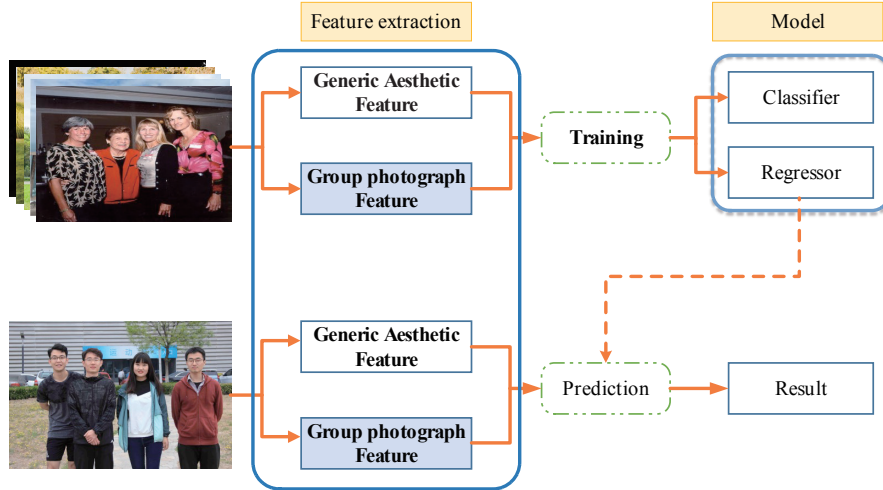 Feature extraction
Model
Generic Aesthetic
Feature
Classifier
Training
Group photograph
Feature
Regressor
Generic Aesthetic
Feature
Prediction
Result
Group photograph
Feature